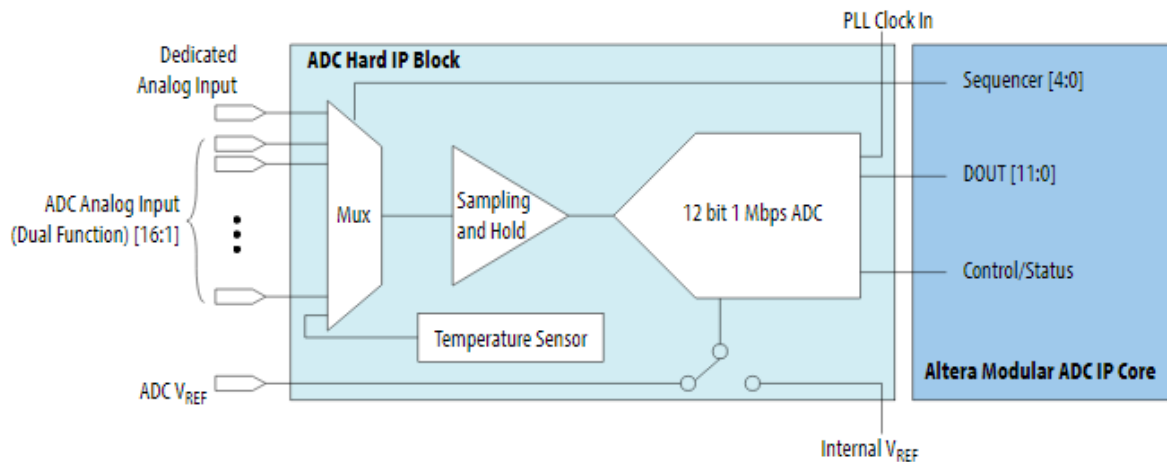 PLL Clock In
Dedicated
Analog Input
ADC Hard IP Block
Sequencer [4:0]
ADC Analog Input
(Dual Function) [16:1]
Mux
Sampling
and Hold
12 bit 1 Mbps ADC
DOUT [11:0]
Control/Status
Temperature Sensor
ADC VREF
Altera Modular ADC IP Core
Internal VREF